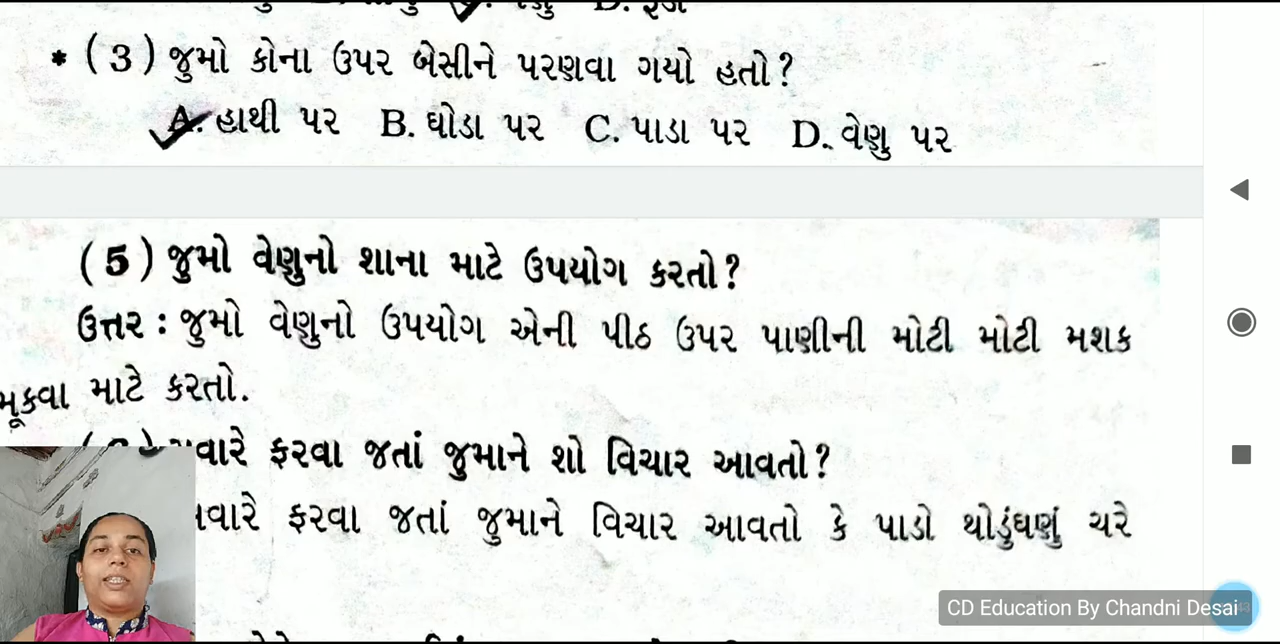 * (3) જુમો કોના ઉપર બેસીને પરણવા ગયો હતો?
A. હાથી પર B. ઘોડા પર C. પાડા પર D. વેણુ પર
(5) જુમો વેણુનો શાના માટે ઉપયોગ કરતો?
ઉત્તર : જુમો વેણુનો ઉપયોગ એની પીઠ ઉપર પાણીની મોટી મોટી મશક
મૂકવા માટે કરતો.
ફરવા જતાં જુમાને શો વિચાર આવતો?
ફરવા જતાં જુમાને વિચાર આવતો કે પાડો થોડુંઘણું ચરે
CD Education By Chandni Desai